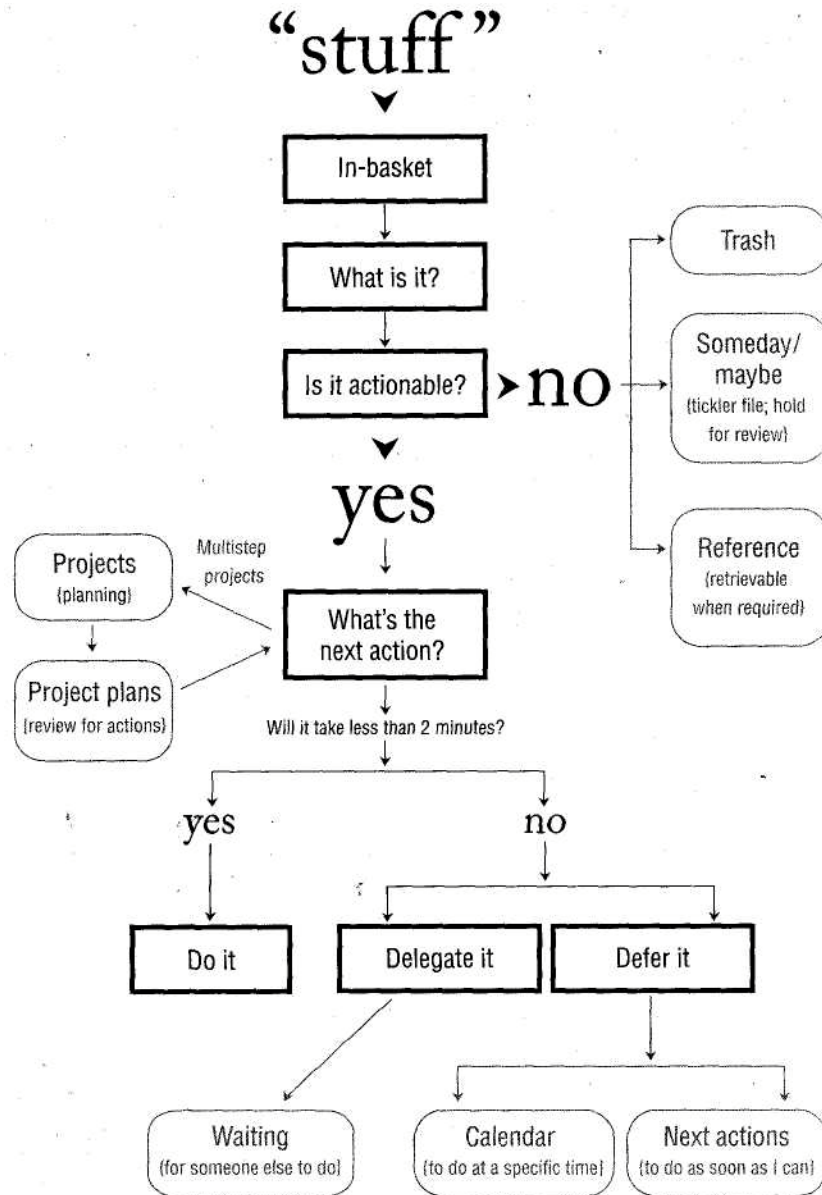 “stuff”
In-basket
What is it?
Is it actionable?
no
Trash
Someday/
maybe
(tickler file; hold
for review)
Reference
(retrievable
when required)
yes
Multistep
projects
Projects
(planning)
Project plans
(review for actions)
What's the
next action?
Will it take less than 2 minutes?
yes
no
Do it
Delegate it
Defer it
Waiting
(for someone else to do)
Calendar
(to do at a specific time)
Next actions
(to do as soon as I can)